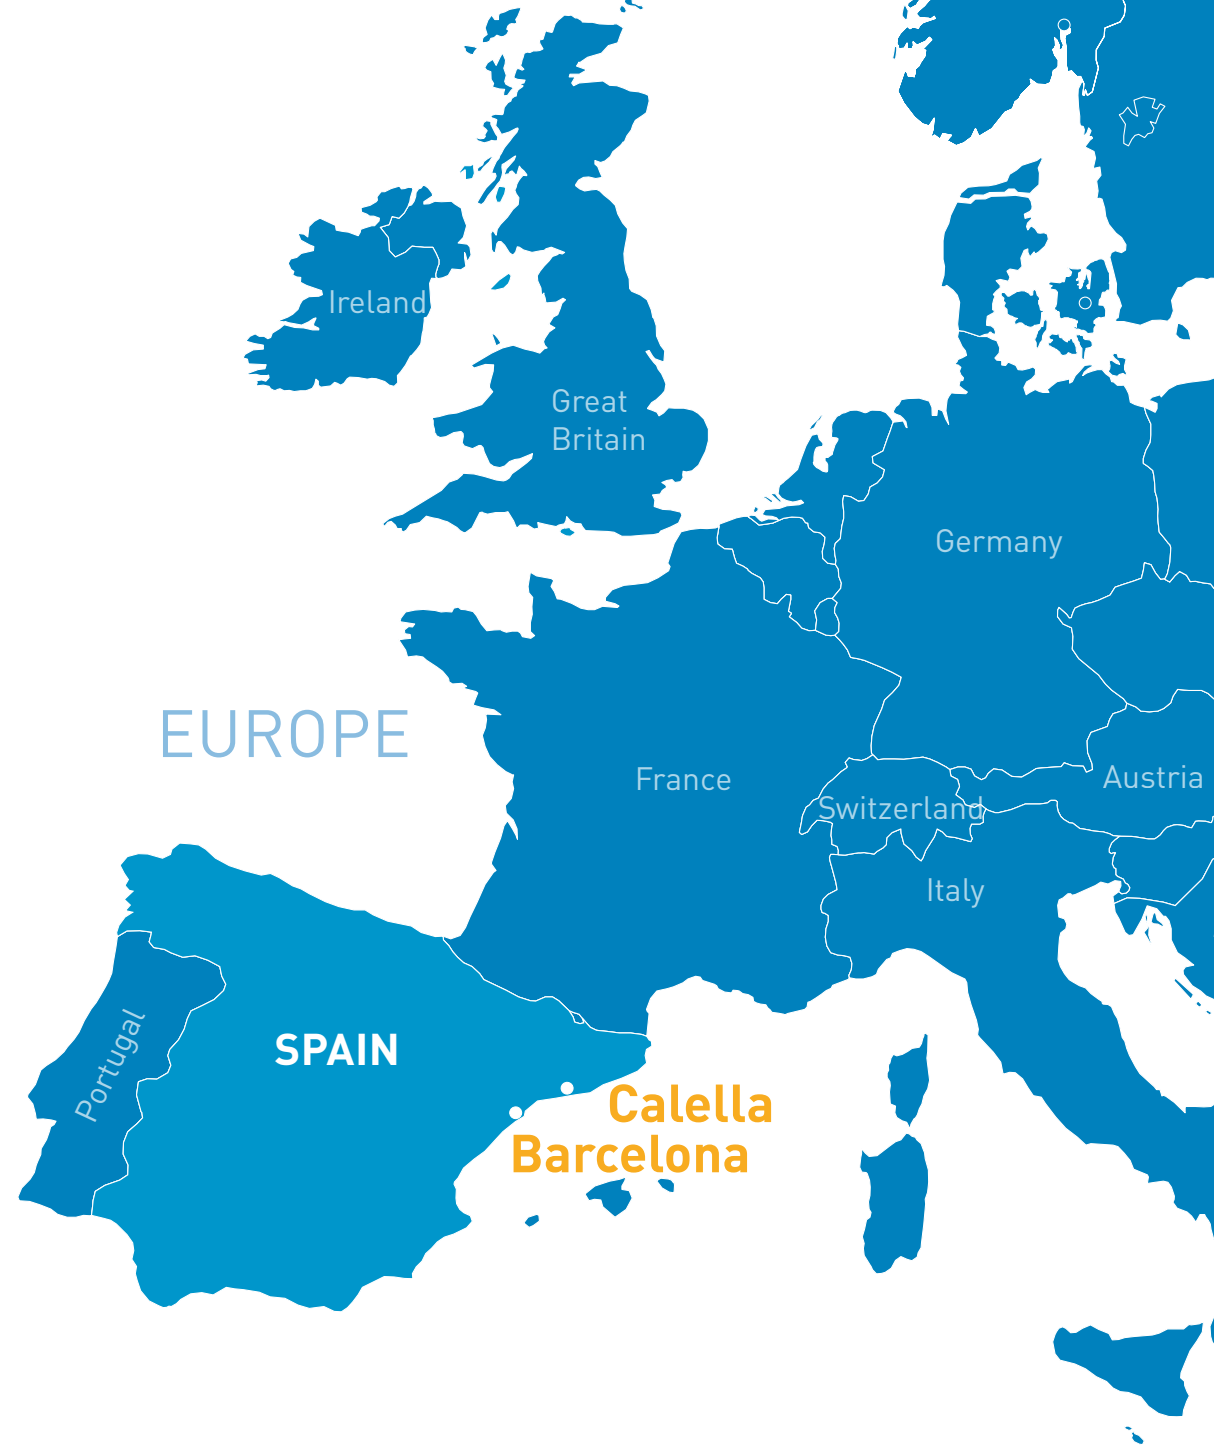 Ireland
Great
Britain
Germany
EUROPE
France
Austria
Switzerland
Italy
Portugal
SPAIN
Calella
Barcelona